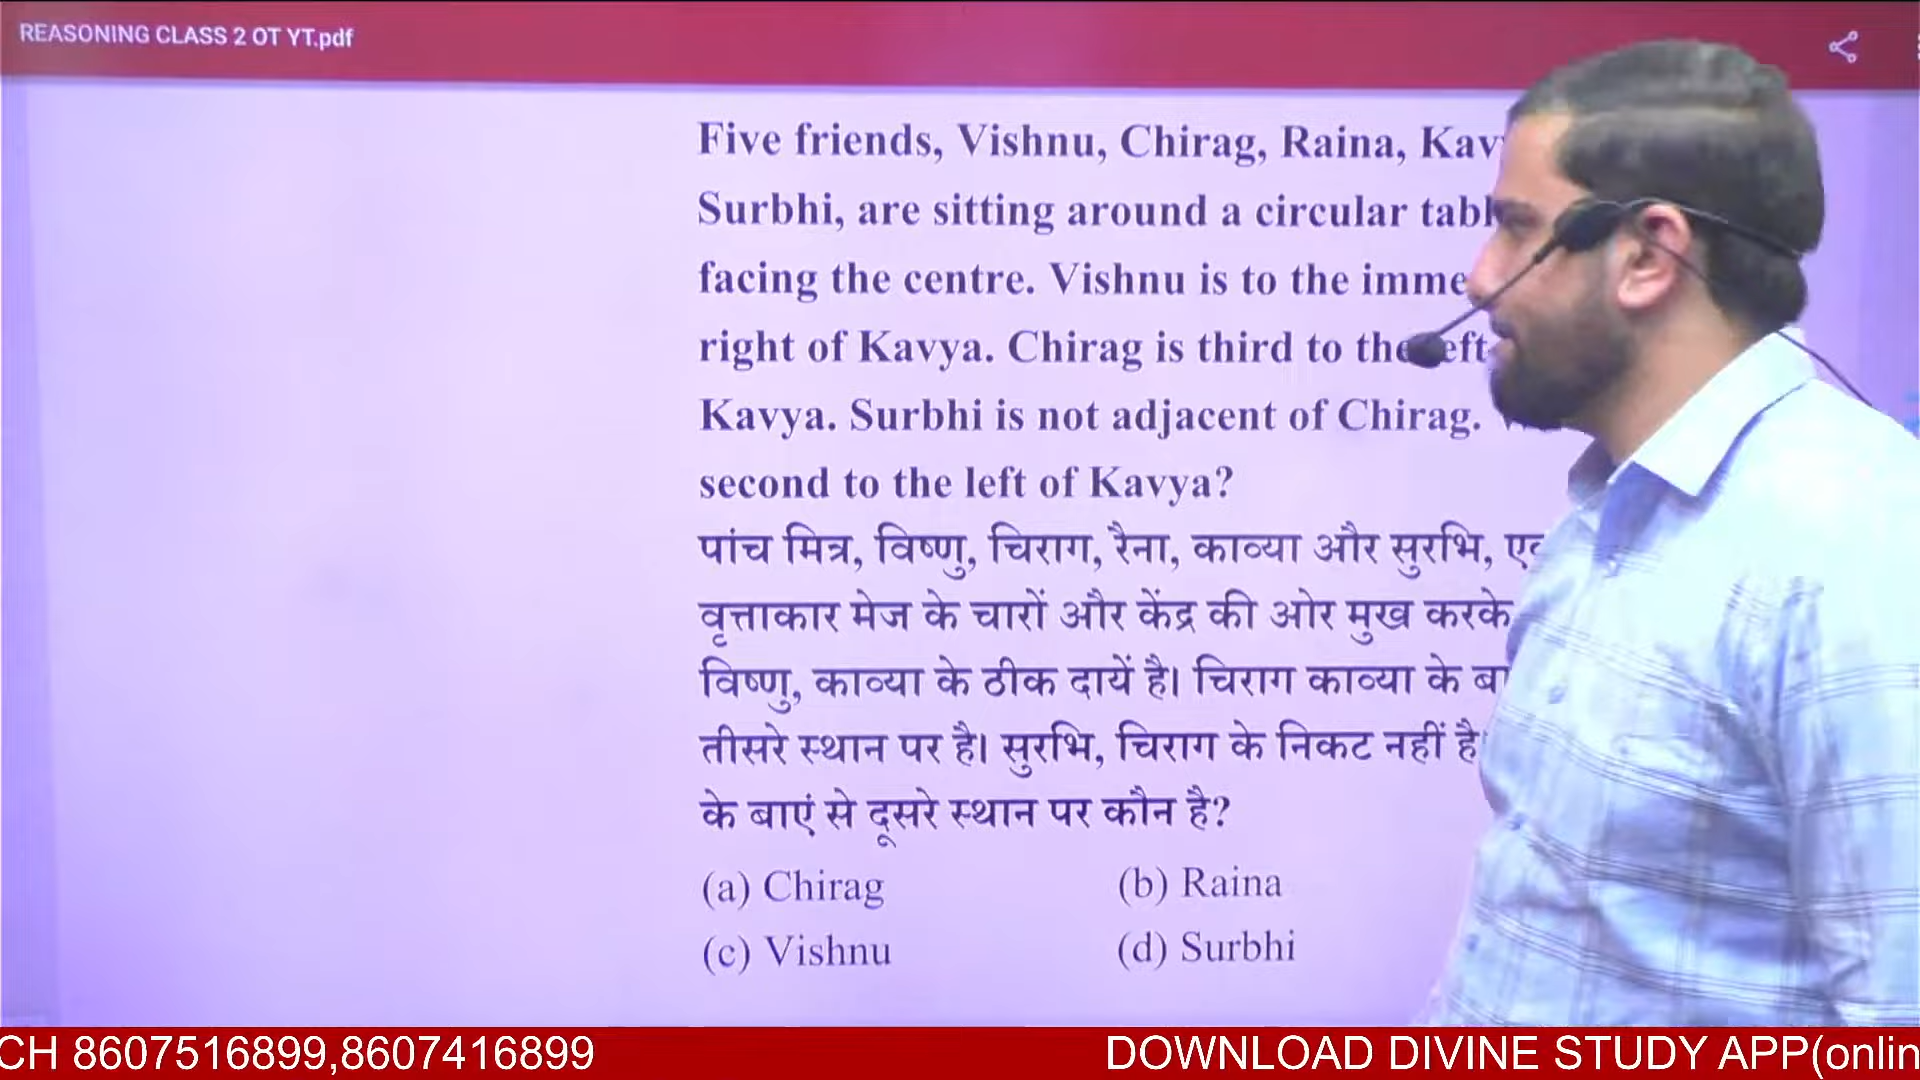 REASONING CLASS 2 OT YT.pdf
Five friends, Vishnu, Chirag, Raina,
Surbhi, are sitting around a circular
facing the centre. Vishnu is to the
right of Kavya. Chirag is third to the
Kavya. Surbhi is not adjacent of Chirag.
second to the left of Kavya?
पांच मित्र, विष्णु, चिराग, रैना, काव्या और सुरभि,
वृत्ताकार मेज के चारों और केंद्र की ओर मुख करके
विष्णु, काव्या के ठीक दायें है। चिराग काव्या के
तीसरे स्थान पर है। सुरभि, चिराग के निकट नहीं है
के बाएं से दूसरे स्थान पर कौन है?
(a) Chirag (b) Raina
(c) Vishnu (d) Surbhi
CH 8607516899,8607416899 DOWNLOAD DIVINE STUDY APP(onlin